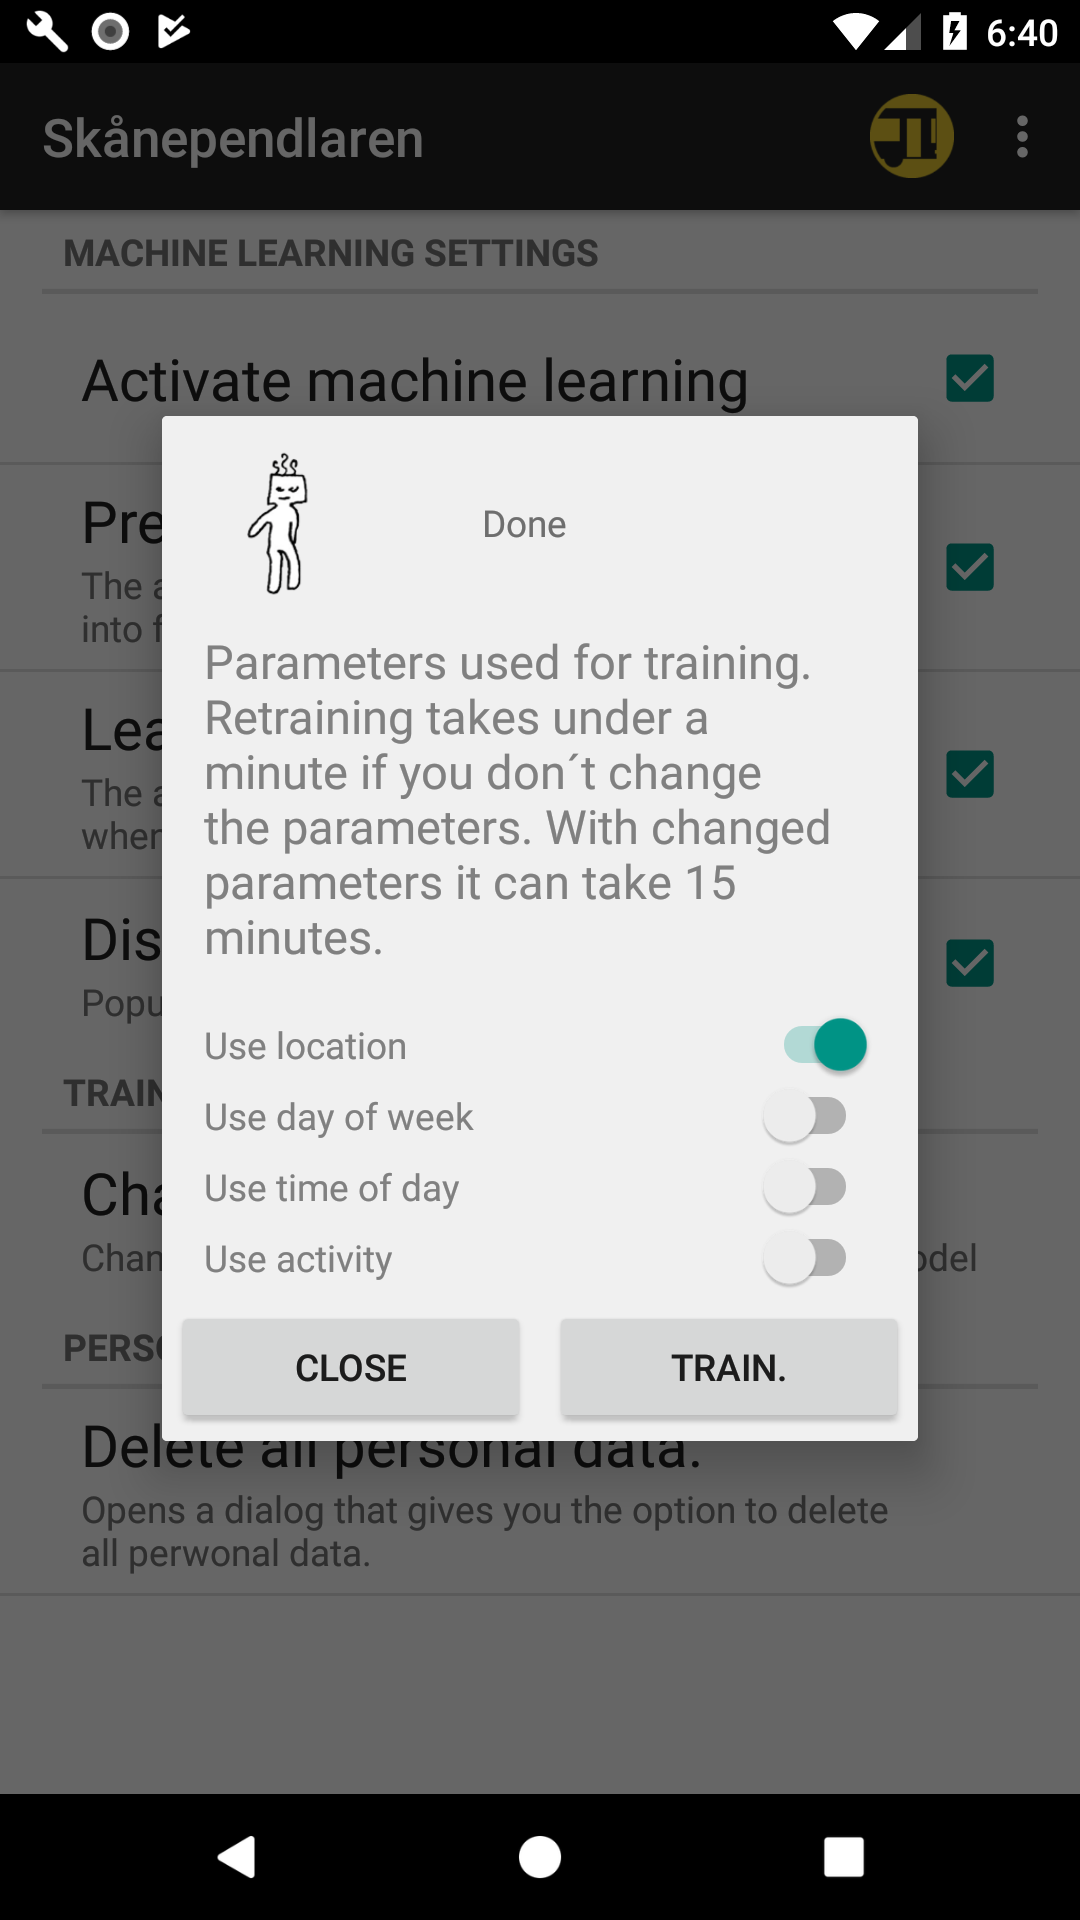 6:40
Skånependlaren
MACHINE LEARNING SETTINGS
Activate machine learning
Pre
The a
into f
Lea
The a
when
Dis
Popu
TRAIN
Cha
Chan
odel
PERSO
Done
Parameters used for training.
Retraining takes under a
minute if you don´t change
the parameters. With changed
parameters it can take 15
minutes.
Use location
Use day of week
Use time of day
Use activity
CLOSE
TRAIN.
Delete all personal data.
Opens a dialog that gives you the option to delete
all perwonal data.